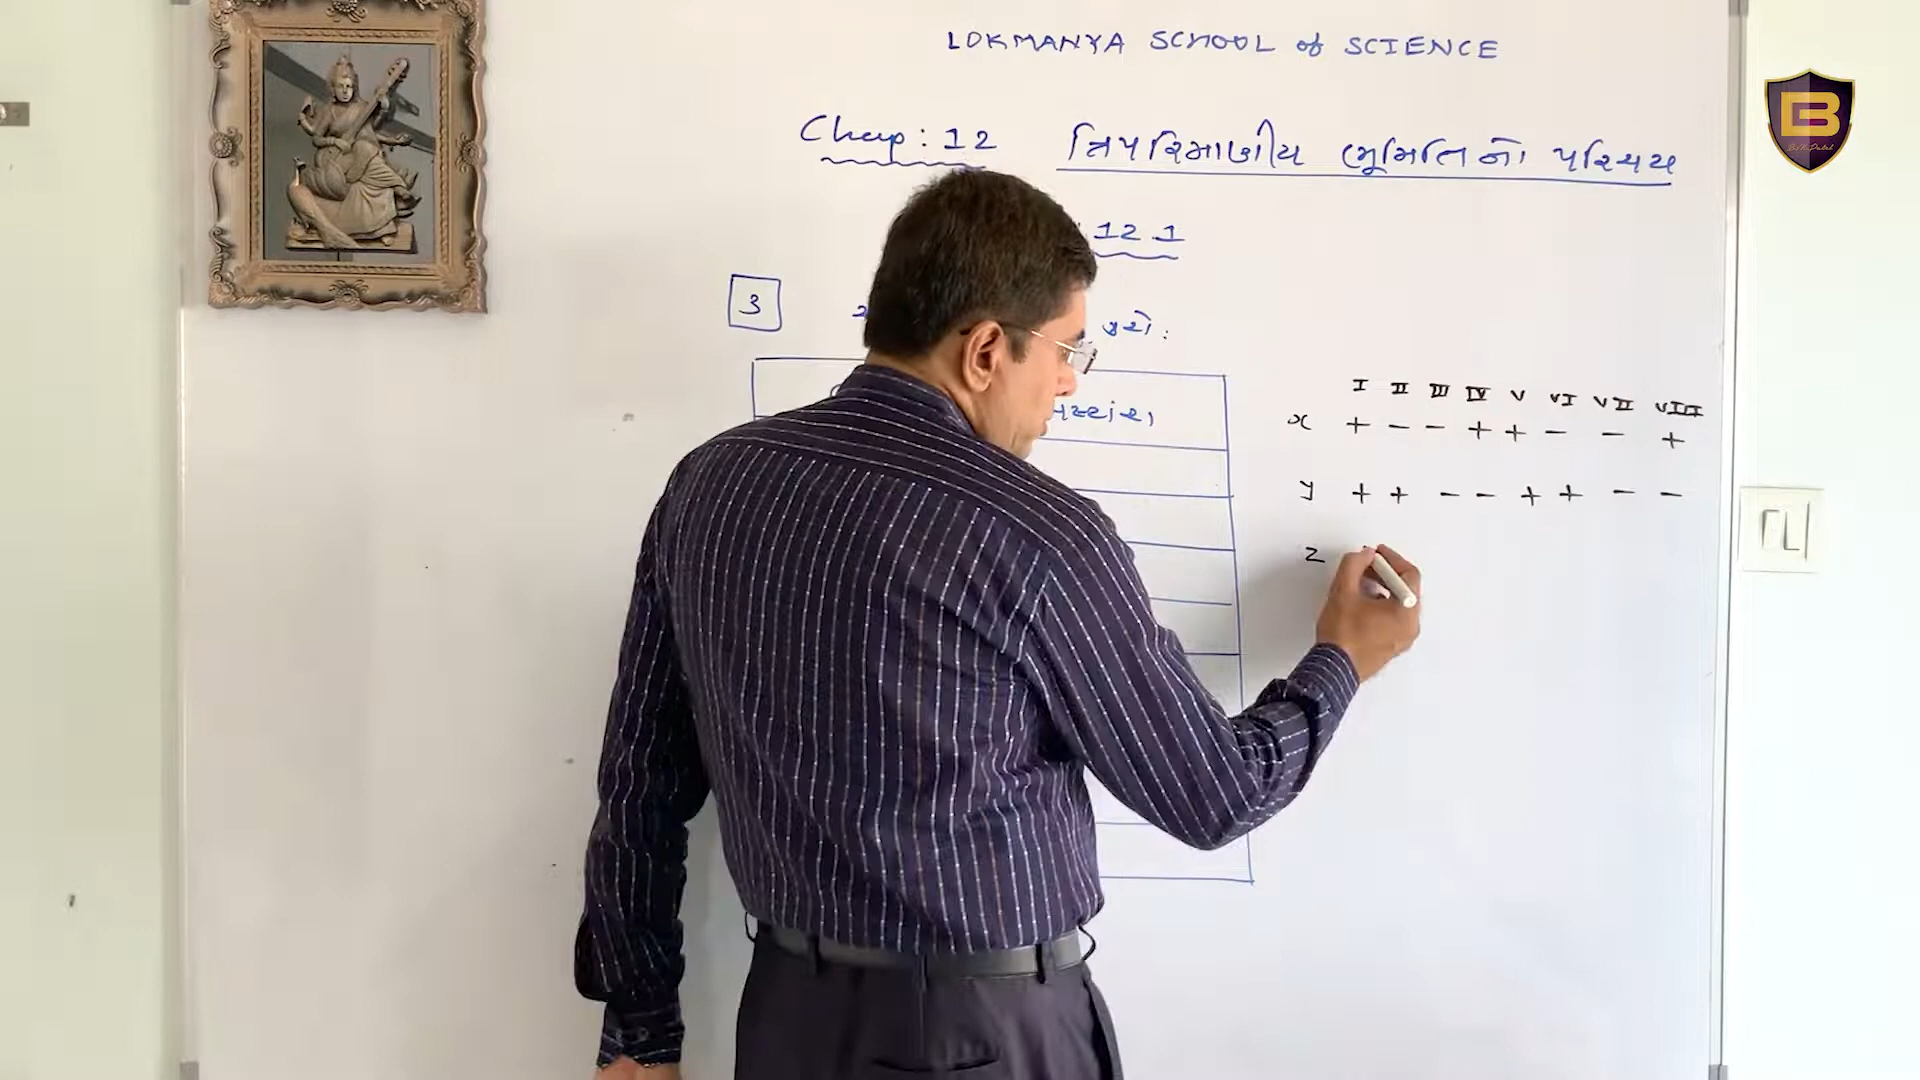 LOKMANYA SCHOOL of SCIENCE
Chap : 12 ત્રિપરિમાણીય ભૂમિતિનો પરિચય
12.1
3
કરો :
I II III IV V VI VII VIII
x + - - + + - - +
y + + - - + + - -
z